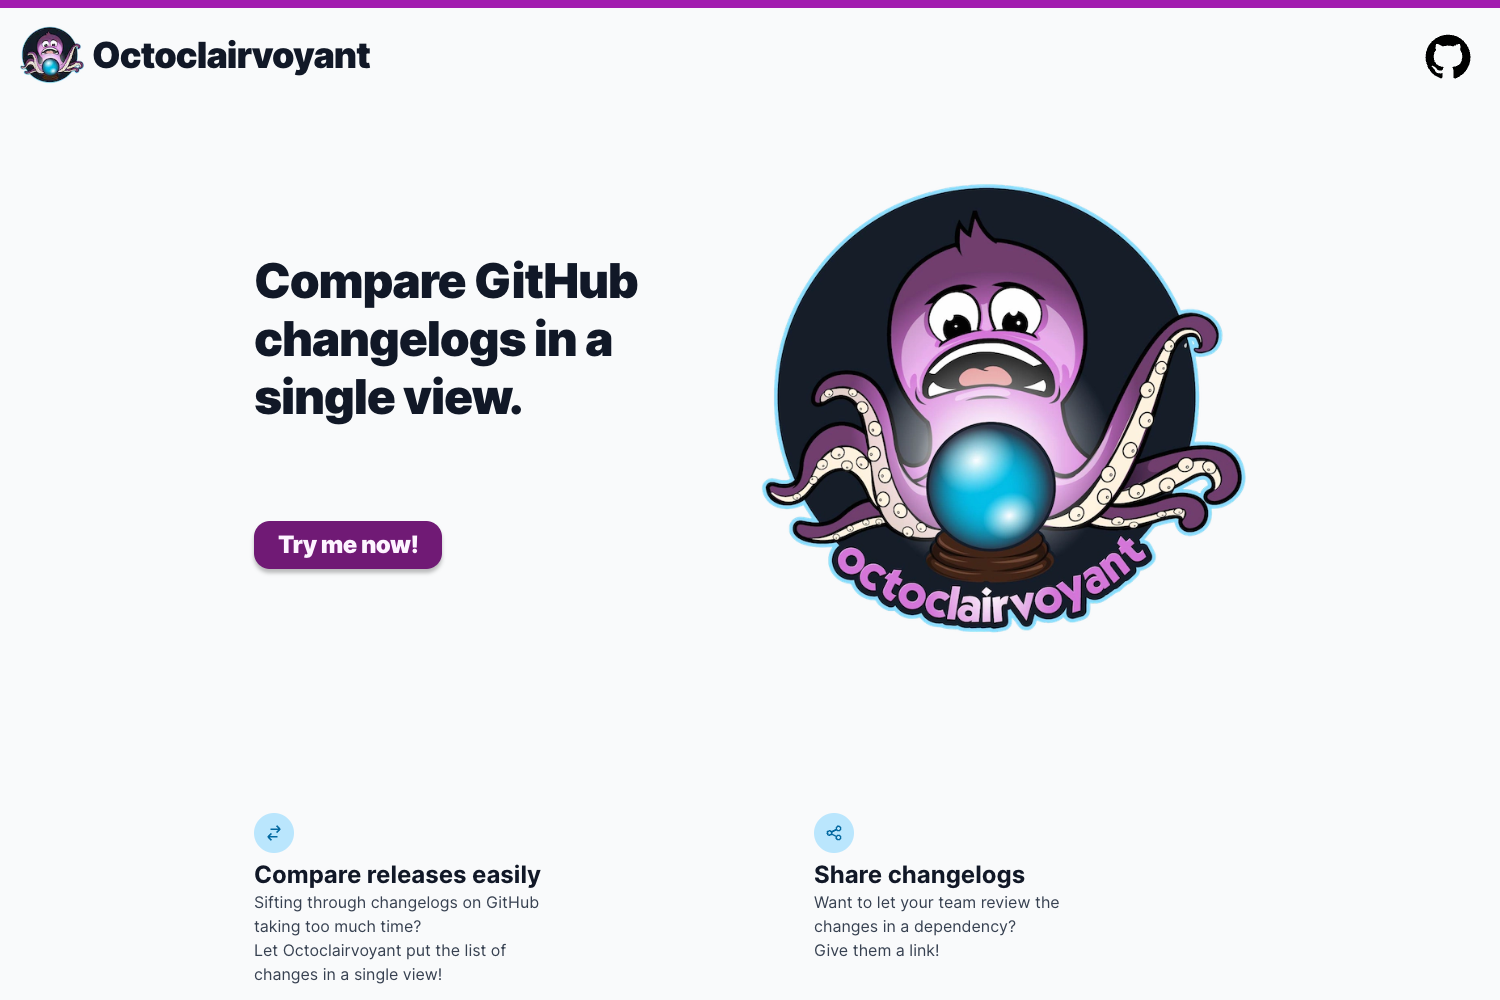 Octoclairvoyant
Compare GitHub
changelogs in a
single view.
Try me now!
octoclairvoyant
Compare releases easily
Sifting through changelogs on GitHub
taking too much time?
Let Octoclairvoyant put the list of
changes in a single view!
Share changelogs
Want to let your team review the
changes in a dependency?
Give them a link!